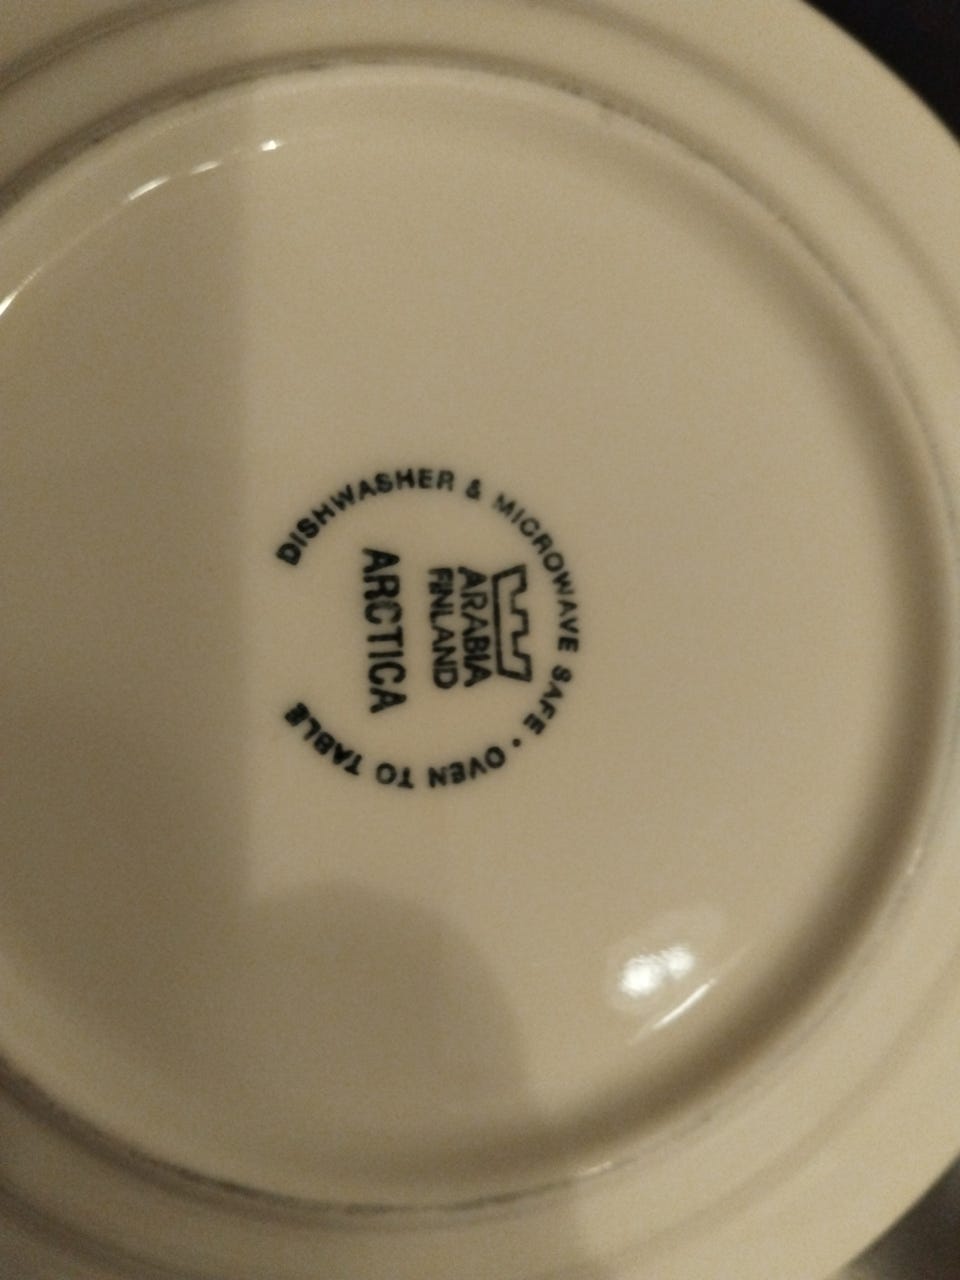 DISHWASHER & MICROWAVE SAFE • OVEN TO TABLE
ARABIA
FINLAND
ARCTICA